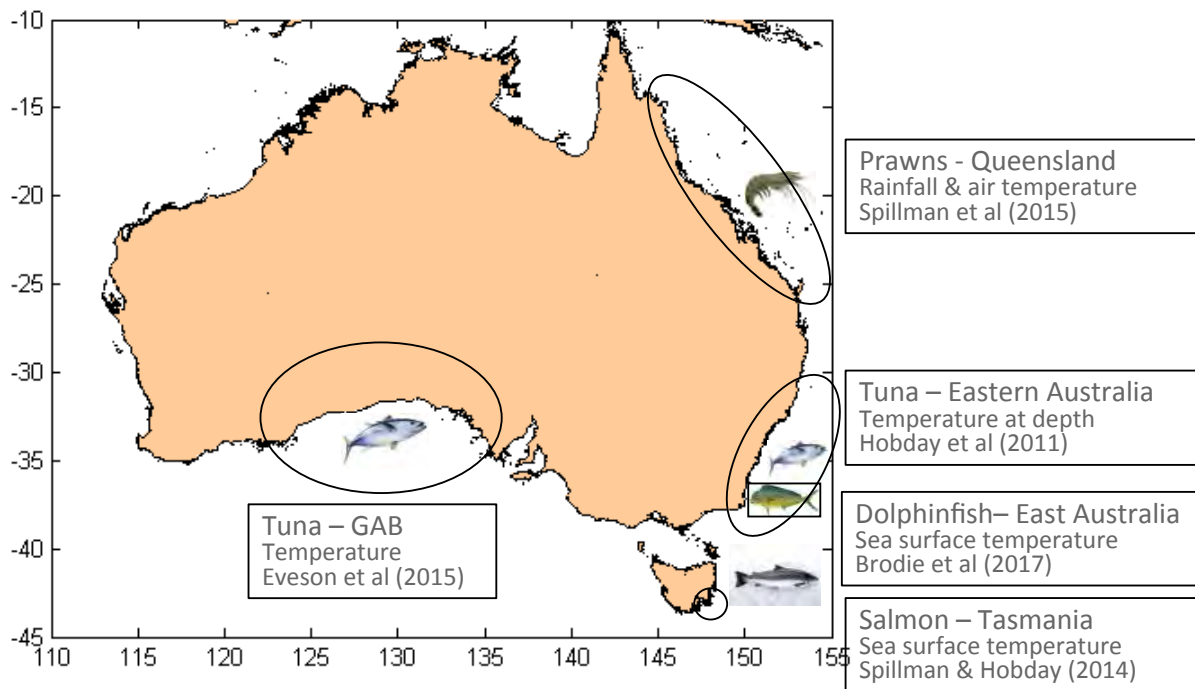 -10
-15
-20
-25
-30
-35
-40
-45
110
115
120
125
130
135
140
145
150
155
Prawns - Queensland
Rainfall & air temperature
Spillman et al (2015)
Tuna – Eastern Australia
Temperature at depth
Hobday et al (2011)
Tuna – GAB
Temperature
Eveson et al (2015)
Dolphinfish– East Australia
Sea surface temperature
Brodie et al (2017)
Salmon – Tasmania
Sea surface temperature
Spillman & Hobday (2014)